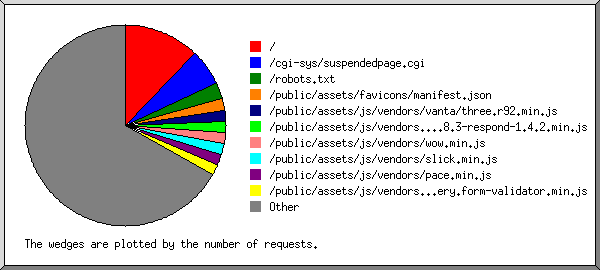 /
/cgi-sys/suspendedpage.cgi
/robots.txt
/public/assets/favicons/manifest.json
/public/assets/js/vendors/vanta/three.r92.min.js
/public/assets/js/vendors....8.3-respond-1.4.2.min.js
/public/assets/js/vendors/wow.min.js
/public/assets/js/vendors/slick.min.js
/public/assets/js/vendors/pace.min.js
/public/assets/js/vendors...ery.form-validator.min.js
Other
The wedges are plotted by the number of requests.